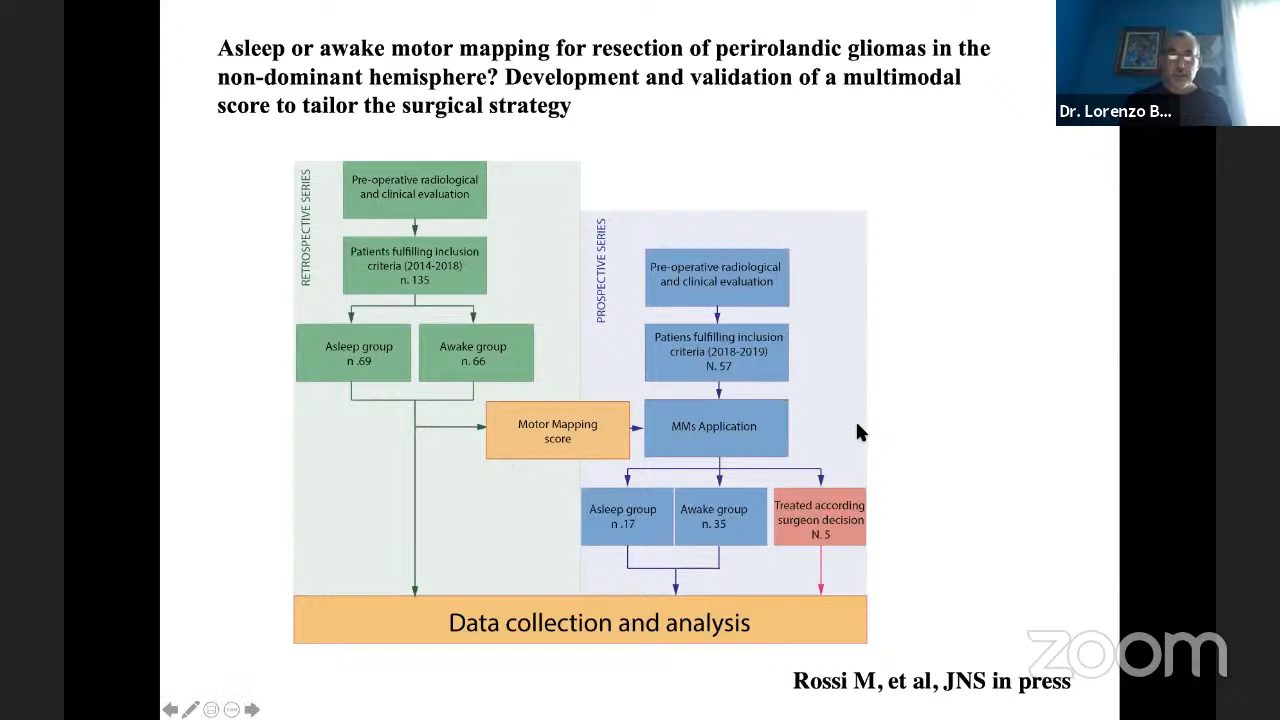 Asleep or awake motor mapping for resection of perirolandic gliomas in the
non-dominant hemisphere? Development and validation of a multimodal
score to tailor the surgical strategy
Dr. Lorenzo B...
RETROSPECTIVE SERIES
Pre-operative radiological
and clinical evaluation
Patients fulfilling inclusion
criteria (2014-2018)
n. 135
Asleep group
n .69
Awake group
n. 66
Motor Mapping
score
PROSPECTIVE SERIES
Pre-operative radiological
and clinical evaluation
Patiens fulfilling inclusion
criteria (2018-2019)
N. 57
MMs Application
Asleep group
n .17
Awake group
n. 35
Treated according
surgeon decision
N. 5
Data collection and analysis
zoom
Rossi M, et al, JNS in press